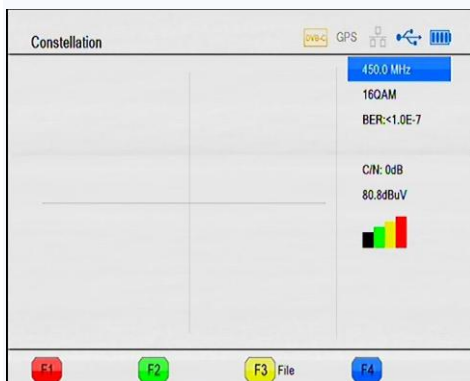 Constellation
DVB-C GPS
450.0 MHz
16QAM
BER:<1.0E-7
C/N: 0dB
80.8dBuV
F1 F2 F3 File F4